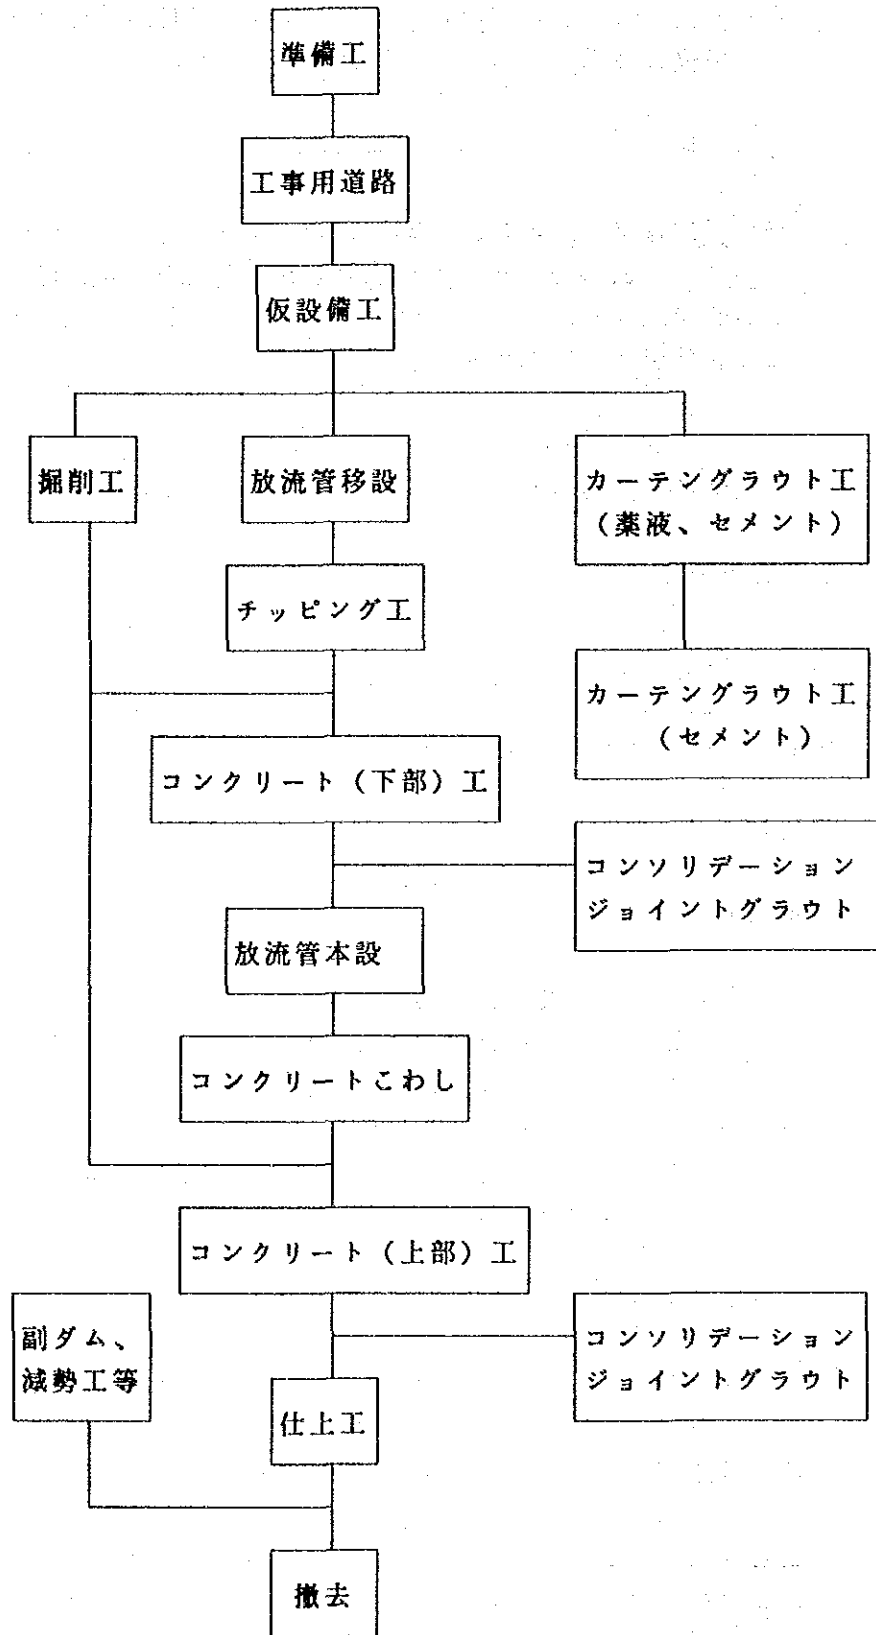 準備工
工事用道路
仮設備工
掘削工
放流管移設
カーテングラウト工
（薬液、セメント）
チッピング工
カーテングラウト工
（セメント）
コンクリート（下部）工
コンソリデーション
ジョイントグラウト
放流管本設
コンクリートこわし
コンクリート（上部）工
副ダム、
減勢工等
コンソリデーション
ジョイントグラウト
仕上工
撤去